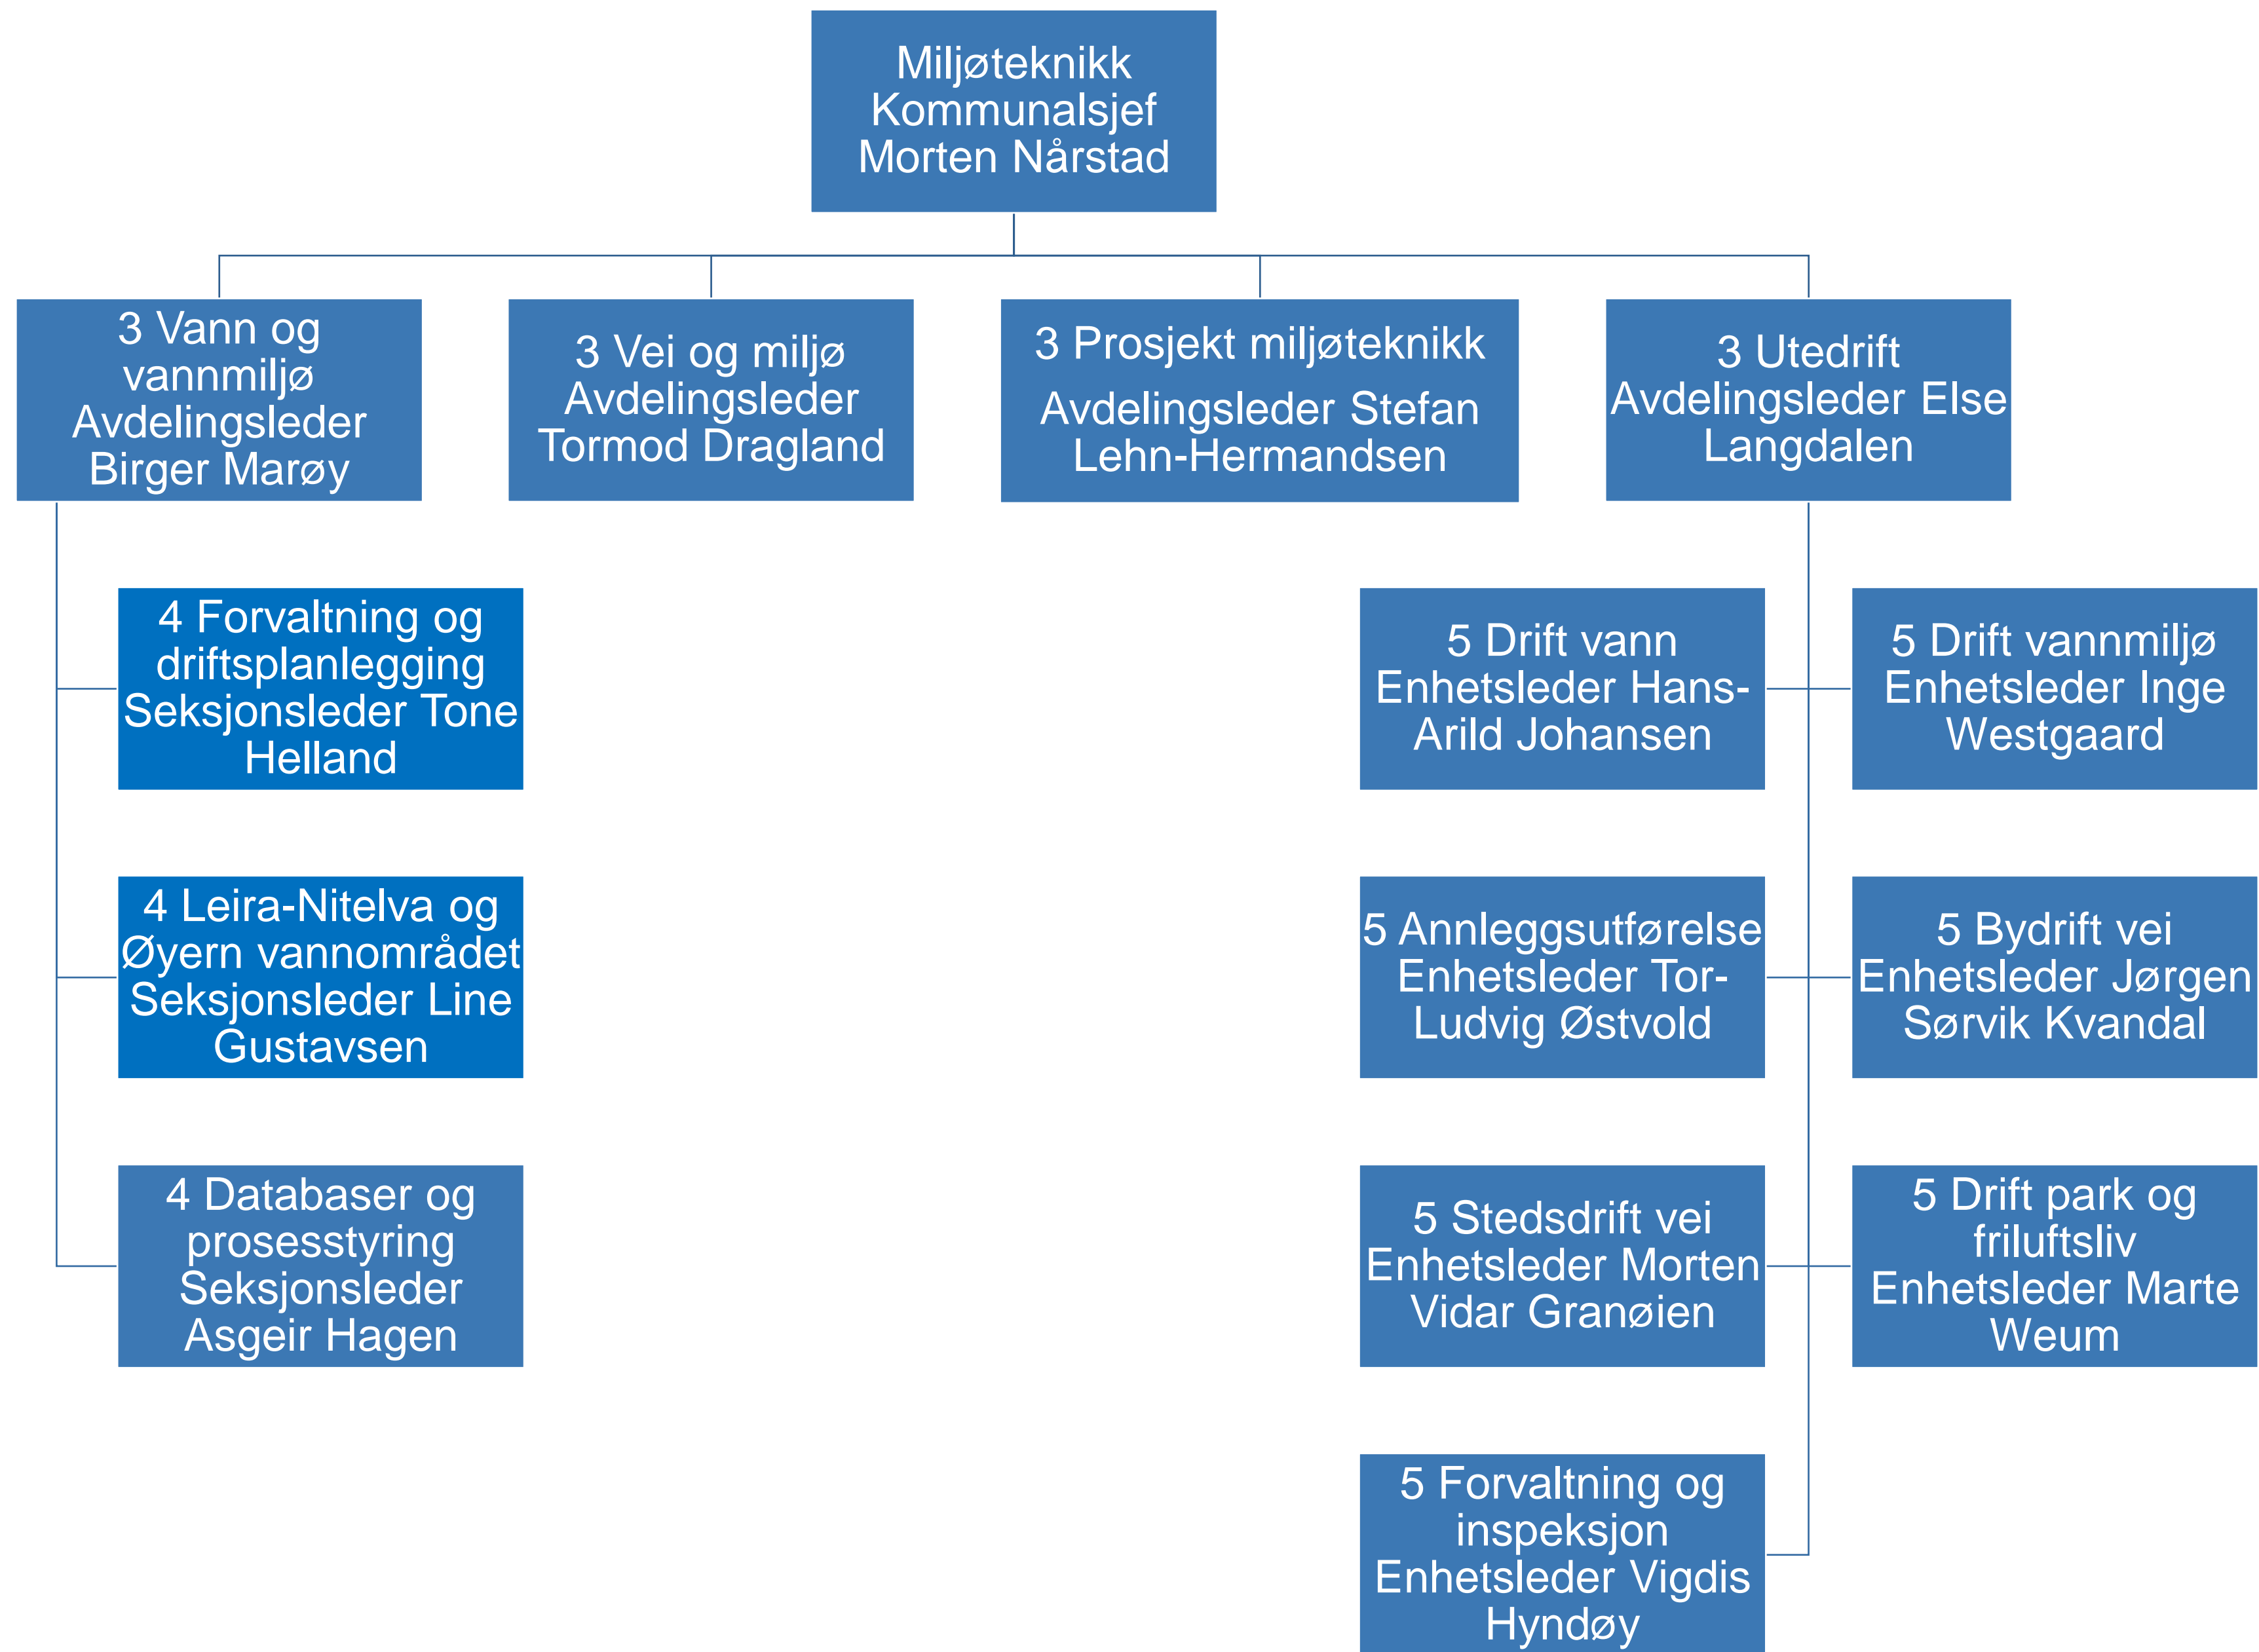 Miljøteknikk
Kommunalsjef
Morten Nårstad
3 Vann og
vannmiljø
Avdelingsleder
Birger Marøy
3 Vei og miljø
Avdelingsleder
Tormod Dragland
3 Prosjekt miljøteknikk
Avdelingsleder Stefan
Lehn-Hermandsen
3 Utedrift
Avdelingsleder Else
Langdalen
4 Forvaltning og
driftsplanlegging
Seksjonsleder Tone
Helland
4 Leira-Nitelva og
Øyern vannområdet
Seksjonsleder Line
Gustavsen
4 Databaser og
prosesstyring
Seksjonsleder
Asgeir Hagen
5 Drift vann
Enhetsleder Hans-
Arild Johansen
5 Drift vannmiljø
Enhetsleder Inge
Westgaard
5 Annleggsutførelse
Enhetsleder Tor-
Ludvig Østvold
5 Bydrift vei
Enhetsleder Jørgen
Sørvik Kvandal
5 Stedsdrift vei
Enhetsleder Morten
Vidar Granøien
5 Drift park og
friluftsliv
Enhetsleder Marte
Weum
5 Forvaltning og
inspeksjon
Enhetsleder Vigdis
Hyndøy